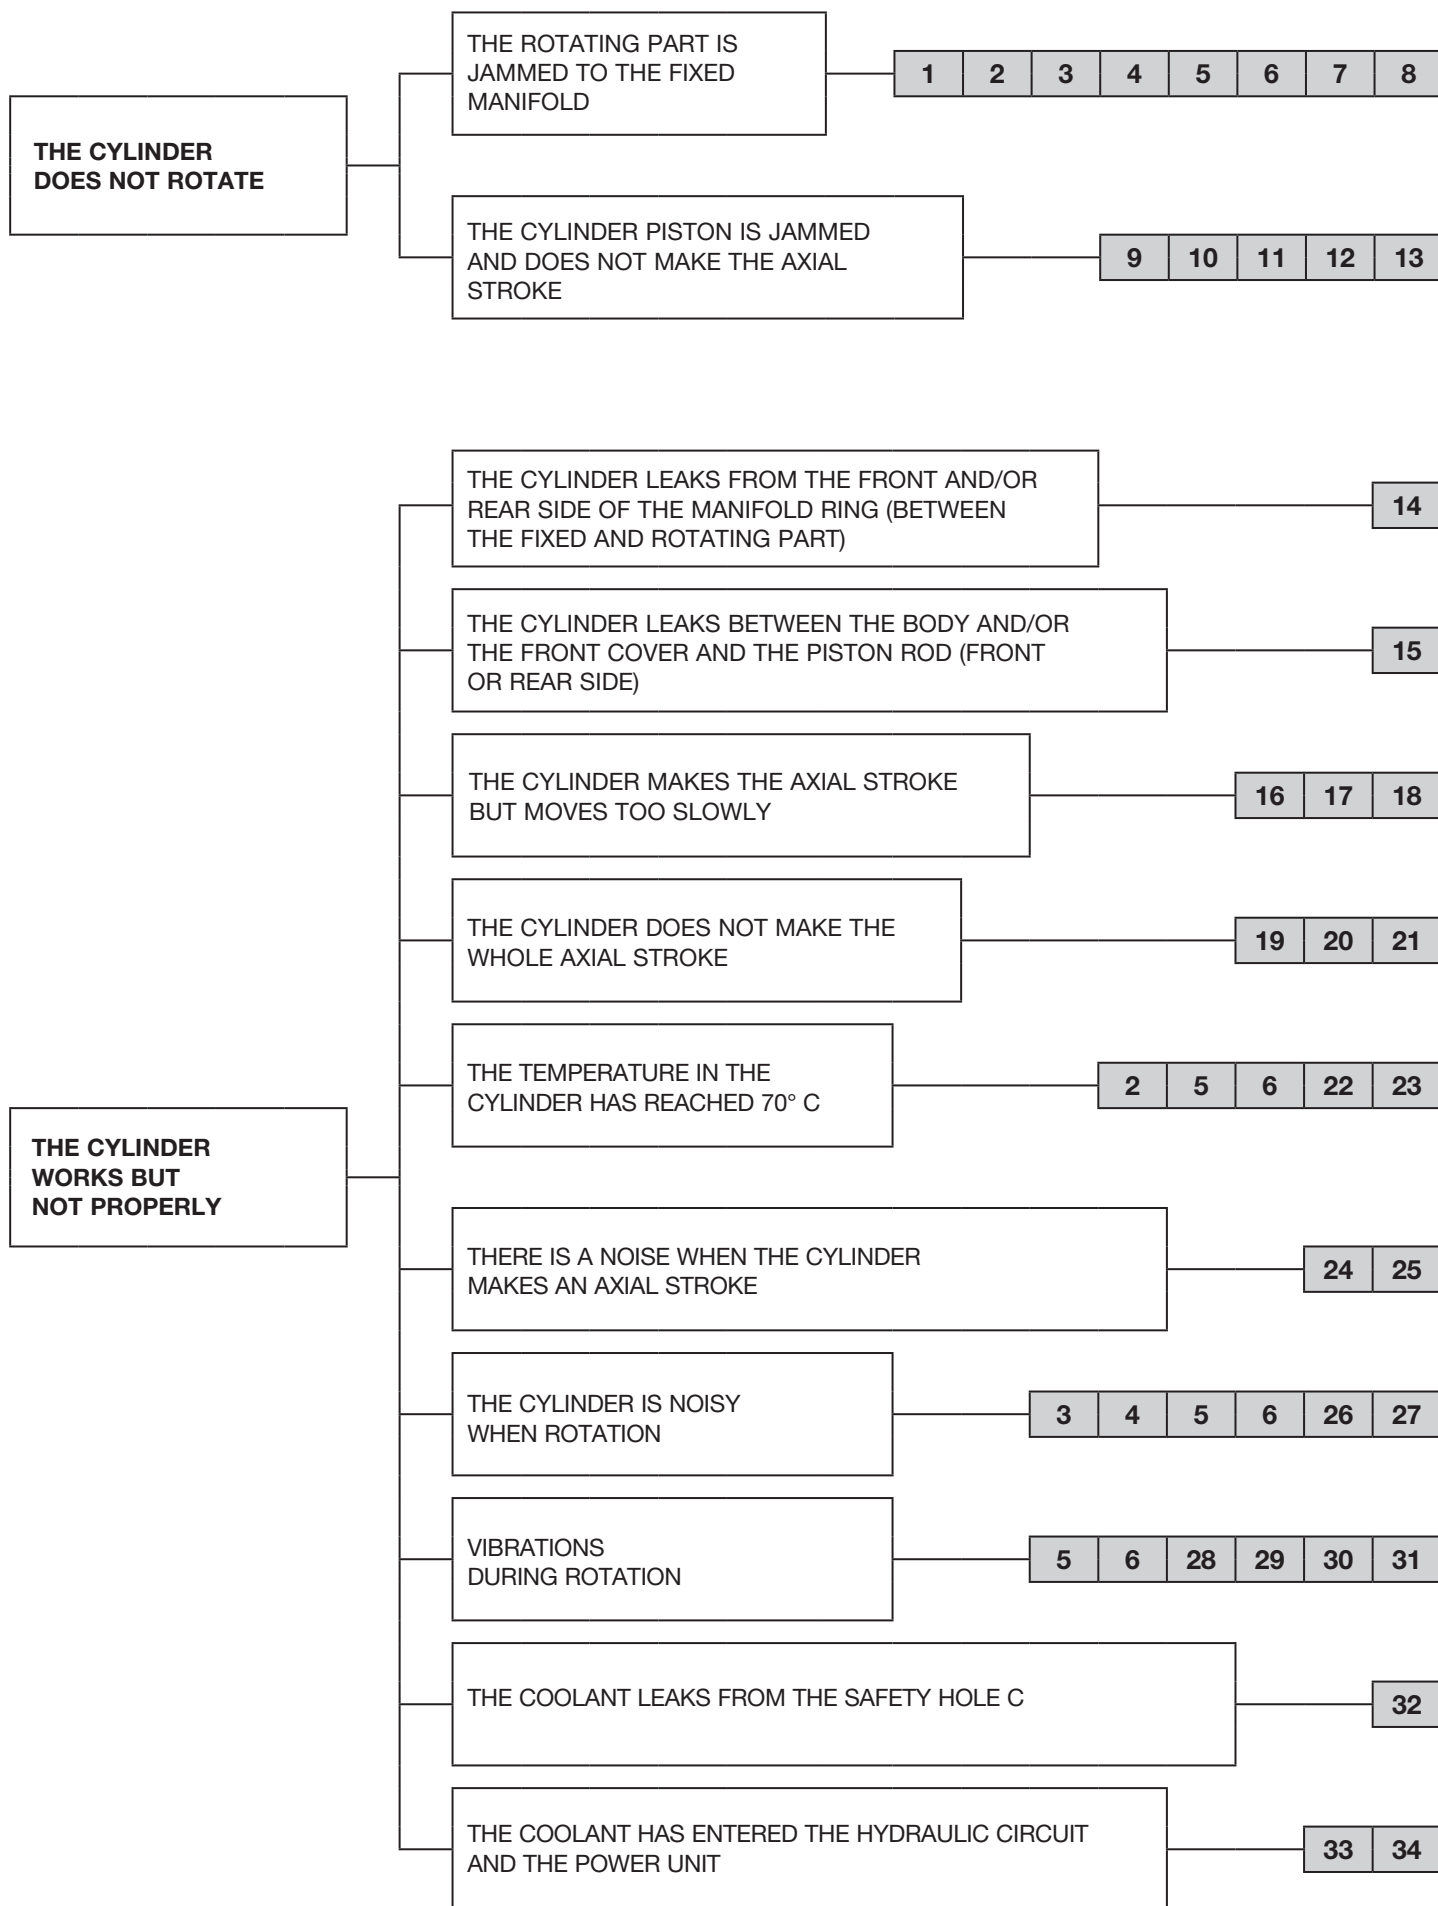 THE CYLINDER
DOES NOT ROTATE
THE ROTATING PART IS
JAMMED TO THE FIXED
MANIFOLD
1 2 3 4 5 6 7 8
THE CYLINDER PISTON IS JAMMED
AND DOES NOT MAKE THE AXIAL
STROKE
9 10 11 12 13
THE CYLINDER
WORKS BUT
NOT PROPERLY
THE CYLINDER LEAKS FROM THE FRONT AND/OR
REAR SIDE OF THE MANIFOLD RING (BETWEEN
THE FIXED AND ROTATING PART)
14
THE CYLINDER LEAKS BETWEEN THE BODY AND/OR
THE FRONT COVER AND THE PISTON ROD (FRONT
OR REAR SIDE)
15
THE CYLINDER MAKES THE AXIAL STROKE
BUT MOVES TOO SLOWLY
16 17 18
THE CYLINDER DOES NOT MAKE THE
WHOLE AXIAL STROKE
19 20 21
THE TEMPERATURE IN THE
CYLINDER HAS REACHED 70° C
2 5 6 22 23
THERE IS A NOISE WHEN THE CYLINDER
MAKES AN AXIAL STROKE
24 25
THE CYLINDER IS NOISY
WHEN ROTATION
3 4 5 6 26 27
VIBRATIONS
DURING ROTATION
5 6 28 29 30 31
THE COOLANT LEAKS FROM THE SAFETY HOLE C
32
THE COOLANT HAS ENTERED THE HYDRAULIC CIRCUIT
AND THE POWER UNIT
33 34